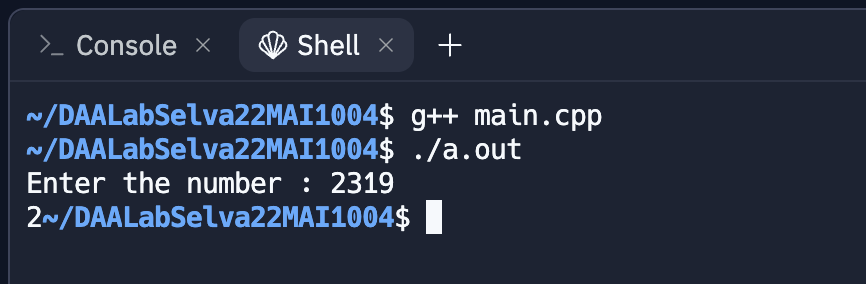 >_ Console × Shell × +
~/DAALabSelva22MAI1004$ g++ main.cpp
~/DAALabSelva22MAI1004$ ./a.out
Enter the number : 2319
2~/DAALabSelva22MAI1004$